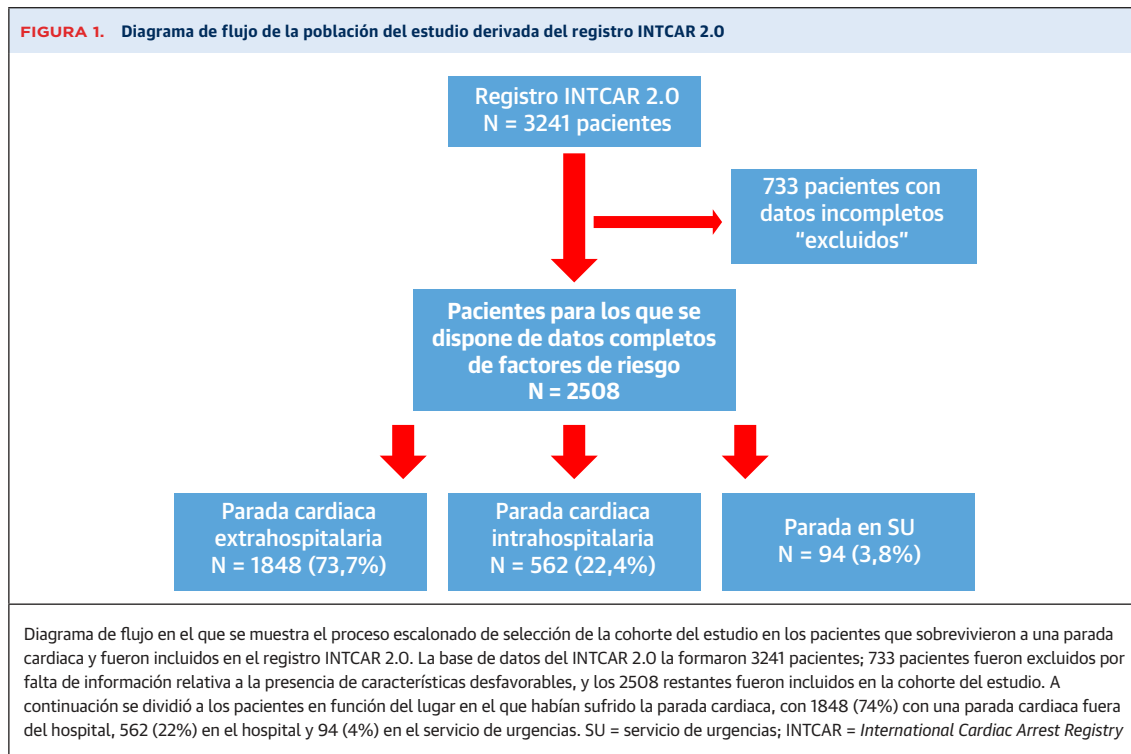 FIGURA 1. Diagrama de flujo de la población del estudio derivada del registro INTCAR 2.0
Registro INTCAR 2.0
N = 3241 pacientes
733 pacientes con
datos incompletos
“excluidos”
Pacientes para los que se
dispone de datos completos
de factores de riesgo
N = 2508
Parada cardiaca
extrahospitalaria
N = 1848 (73,7%)
Parada cardiaca
intrahospitalaria
N = 562 (22,4%)
Parada en SU
N = 94 (3,8%)
Diagrama de flujo en el que se muestra el proceso escalonado de selección de la cohorte del estudio en los pacientes que sobrevivieron a una parada
cardiaca y fueron incluidos en el registro INTCAR 2.0. La base de datos del INTCAR 2.0 la formaron 3241 pacientes; 733 pacientes fueron excluidos por
falta de información relativa a la presencia de características desfavorables, y los 2508 restantes fueron incluidos en la cohorte del estudio. A
continuación se dividió a los pacientes en función del lugar en el que habían sufrido la parada cardiaca, con 1848 (74%) con una parada cardiaca fuera
del hospital, 562 (22%) en el hospital y 94 (4%) en el servicio de urgencias. SU = servicio de urgencias; INTCAR = International Cardiac Arrest Registry